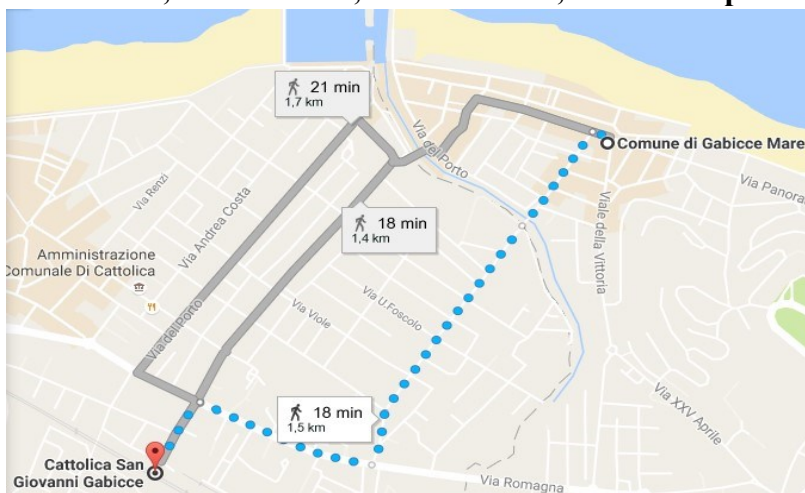 21 min
1,7 km
Comune di Gabicce Mare
Via del Porto
Via Panora
Via Renzi
Via Andrea Costa
18 min
1,4 km
Viale della Vittoria
Amministrazione
Comunale Di Cattolica
Via U.Foscolo
Via Viole
Via del Porto
18 min
1,5 km
Via XXV Aprile
Cattolica San
Giovanni Gabicce
Via Romagna